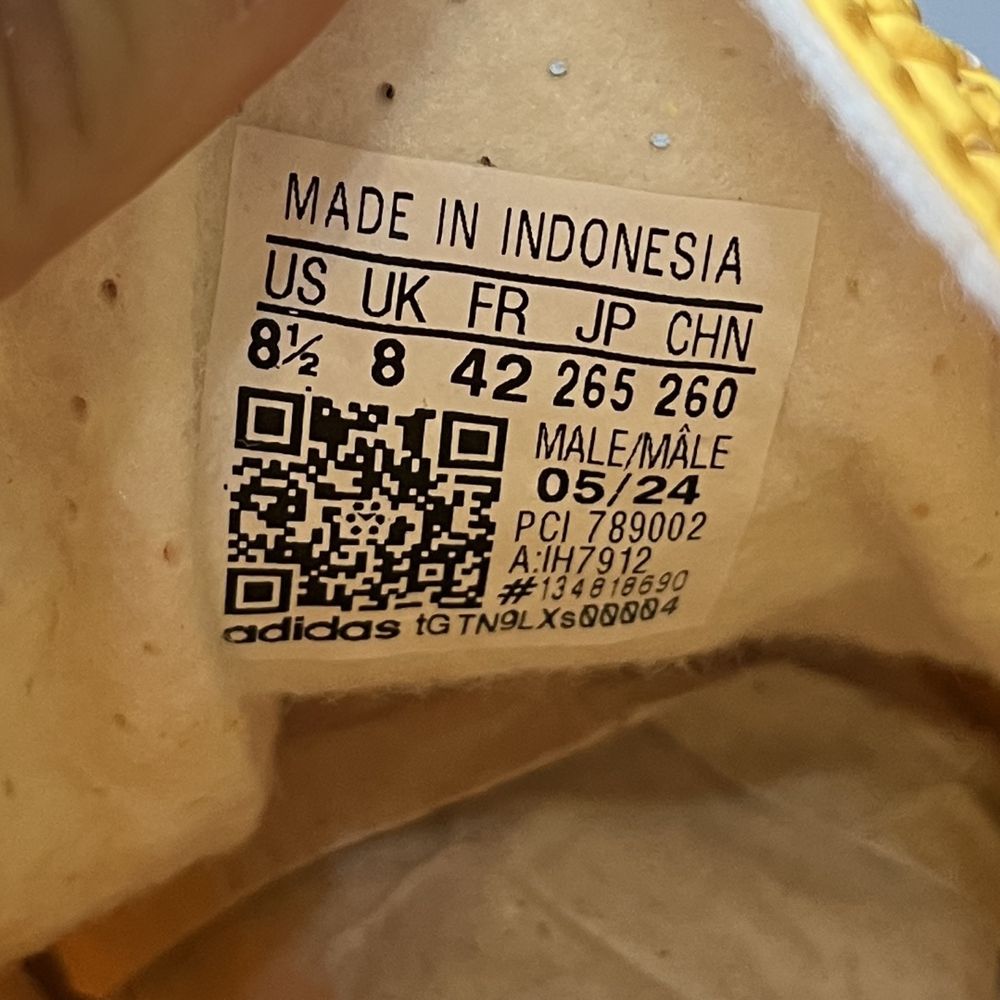 MADE IN INDONESIA
US UK FR JP CHN
8½ 8 42 265 260
MALE/MÂLE
05/24
PCI 789002
A:IH7912
#134818690
adidas tGTN9LXs00004